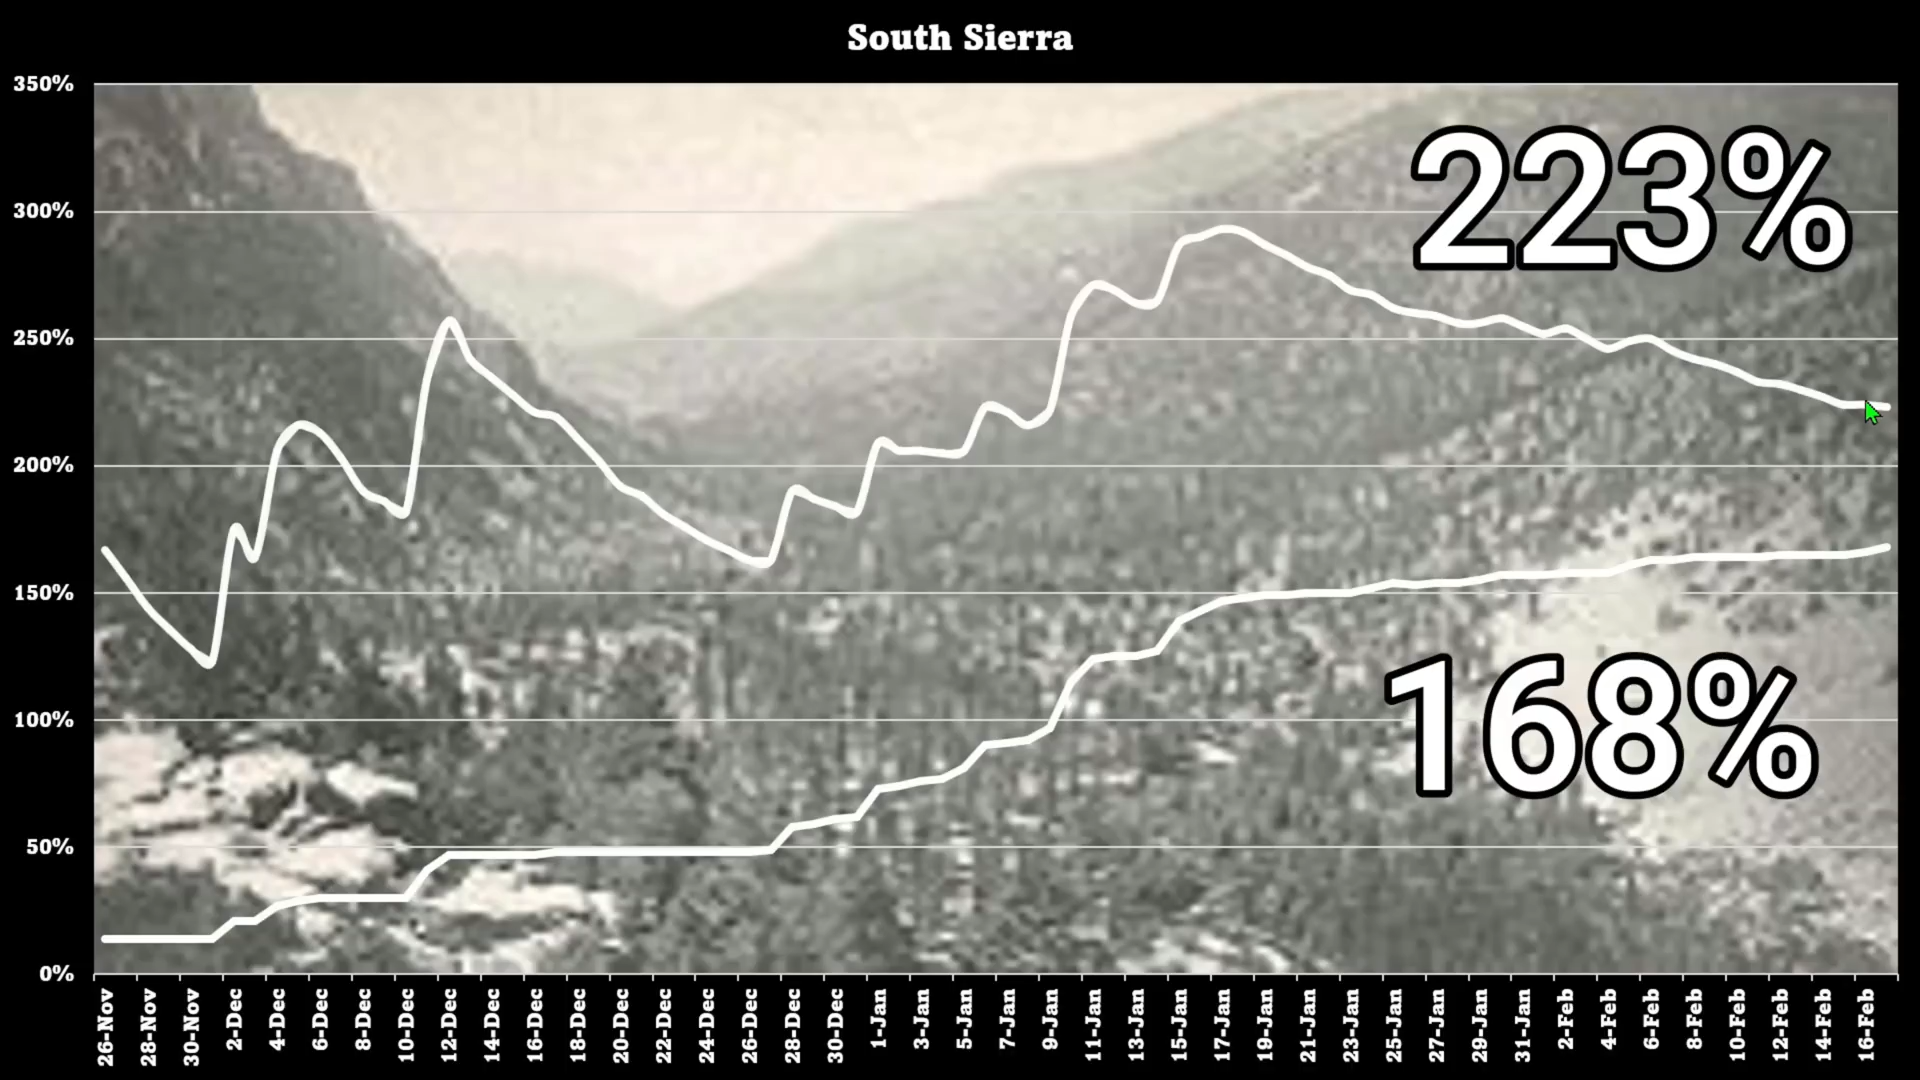 South Sierra
350%
300%
250%
200%
150%
100%
50%
0%
223%
168%
26-Nov
28-Nov
30-Nov
2-Dec
4-Dec
6-Dec
8-Dec
10-Dec
12-Dec
14-Dec
16-Dec
18-Dec
20-Dec
22-Dec
24-Dec
26-Dec
28-Dec
30-Dec
1-Jan
3-Jan
5-Jan
7-Jan
9-Jan
11-Jan
13-Jan
15-Jan
17-Jan
19-Jan
21-Jan
23-Jan
25-Jan
27-Jan
29-Jan
31-Jan
2-Feb
4-Feb
6-Feb
8-Feb
10-Feb
12-Feb
14-Feb
16-Feb